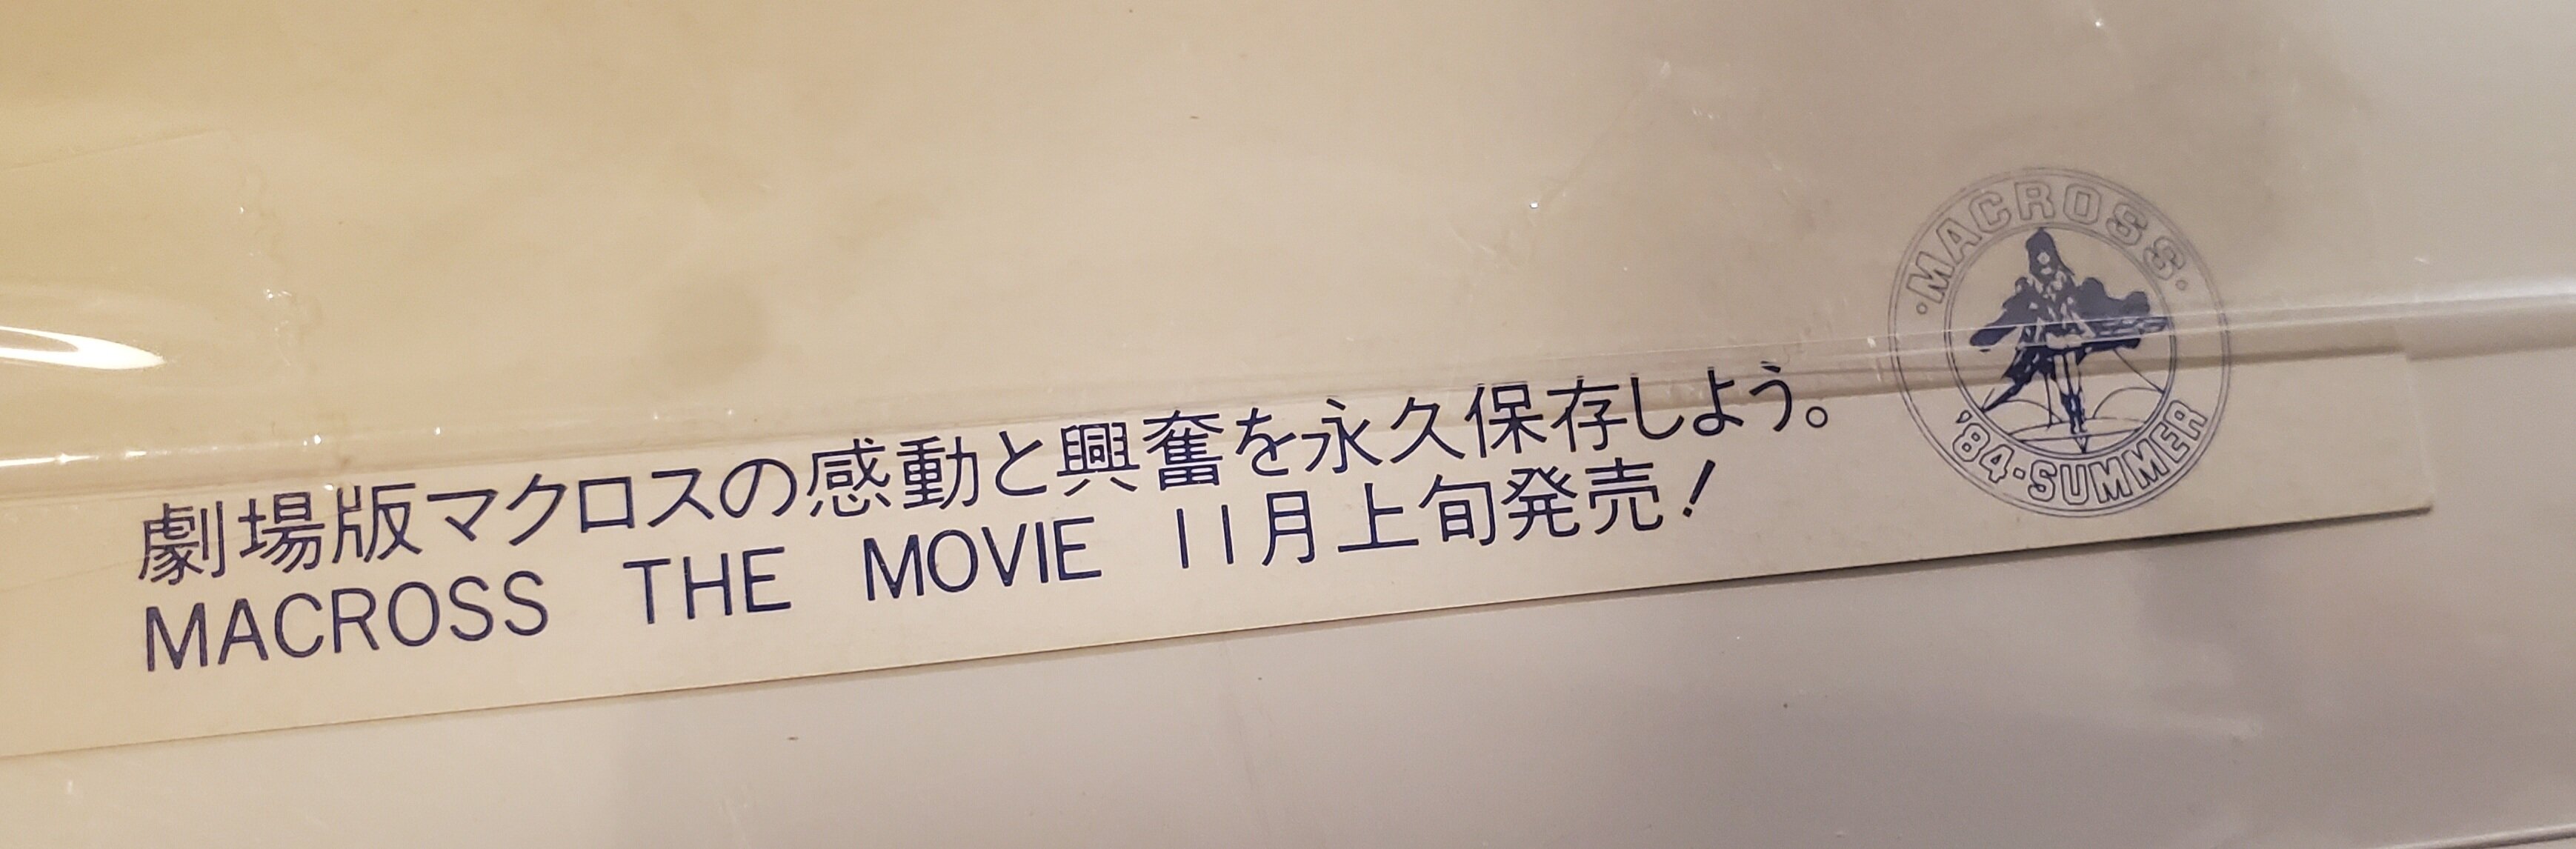 劇場版マクロスの感動と興奮を永久保存しよう。
MACROSS THE MOVIE 11月上旬発売!
・MACROSS・
'84・SUMMER